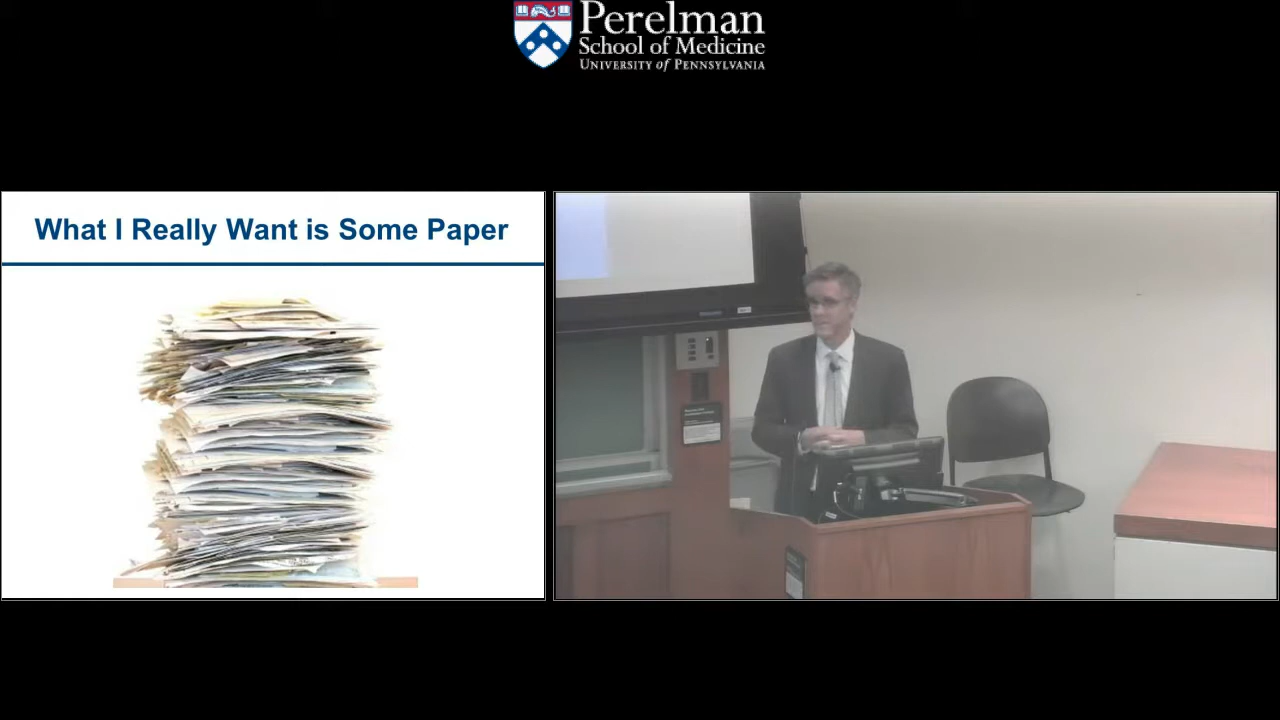 Perelman
School of Medicine
UNIVERSITY of PENNSYLVANIA
What I Really Want is Some Paper